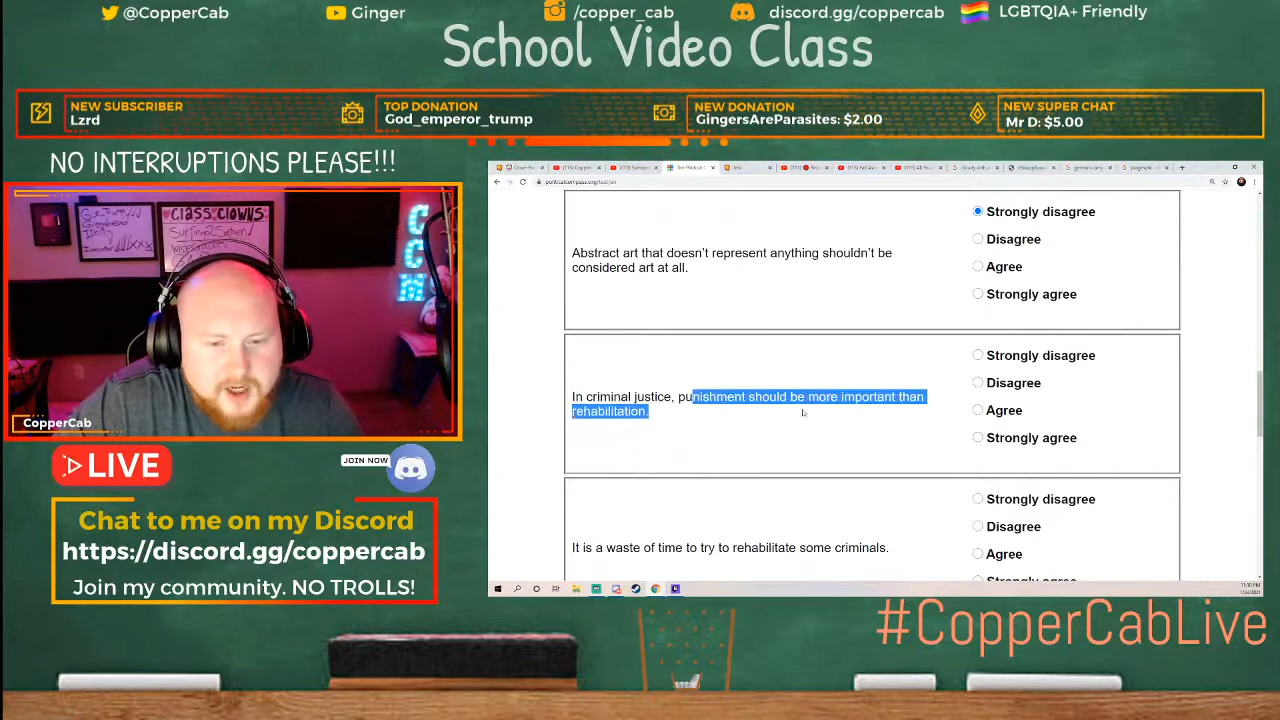 @CopperCab
Ginger
/copper_cab
discord.gg/coppercab
LGBTQIA+ Friendly
School Video Class
NEW SUBSCRIBER
Lzrd
TOP DONATION
God_emperor_trump
NEW DONATION
GingersAreParasites: $2.00
NEW SUPER CHAT
Mr D: $5.00
NO INTERRUPTIONS PLEASE!!!
CLASS CLOWNS
CCM
CopperCab
LIVE
JOIN NOW
Chat to me on my Discord
https://discord.gg/coppercab
Join my community. NO TROLLS!
politicalcompass.org/test/en
Abstract art that doesn't represent anything shouldn't be
considered art at all.
Strongly disagree
Disagree
Agree
Strongly agree
In criminal justice, punishment should be more important than
rehabilitation.
Strongly disagree
Disagree
Agree
Strongly agree
It is a waste of time to try to rehabilitate some criminals.
Strongly disagree
Disagree
Agree
#CopperCabLive